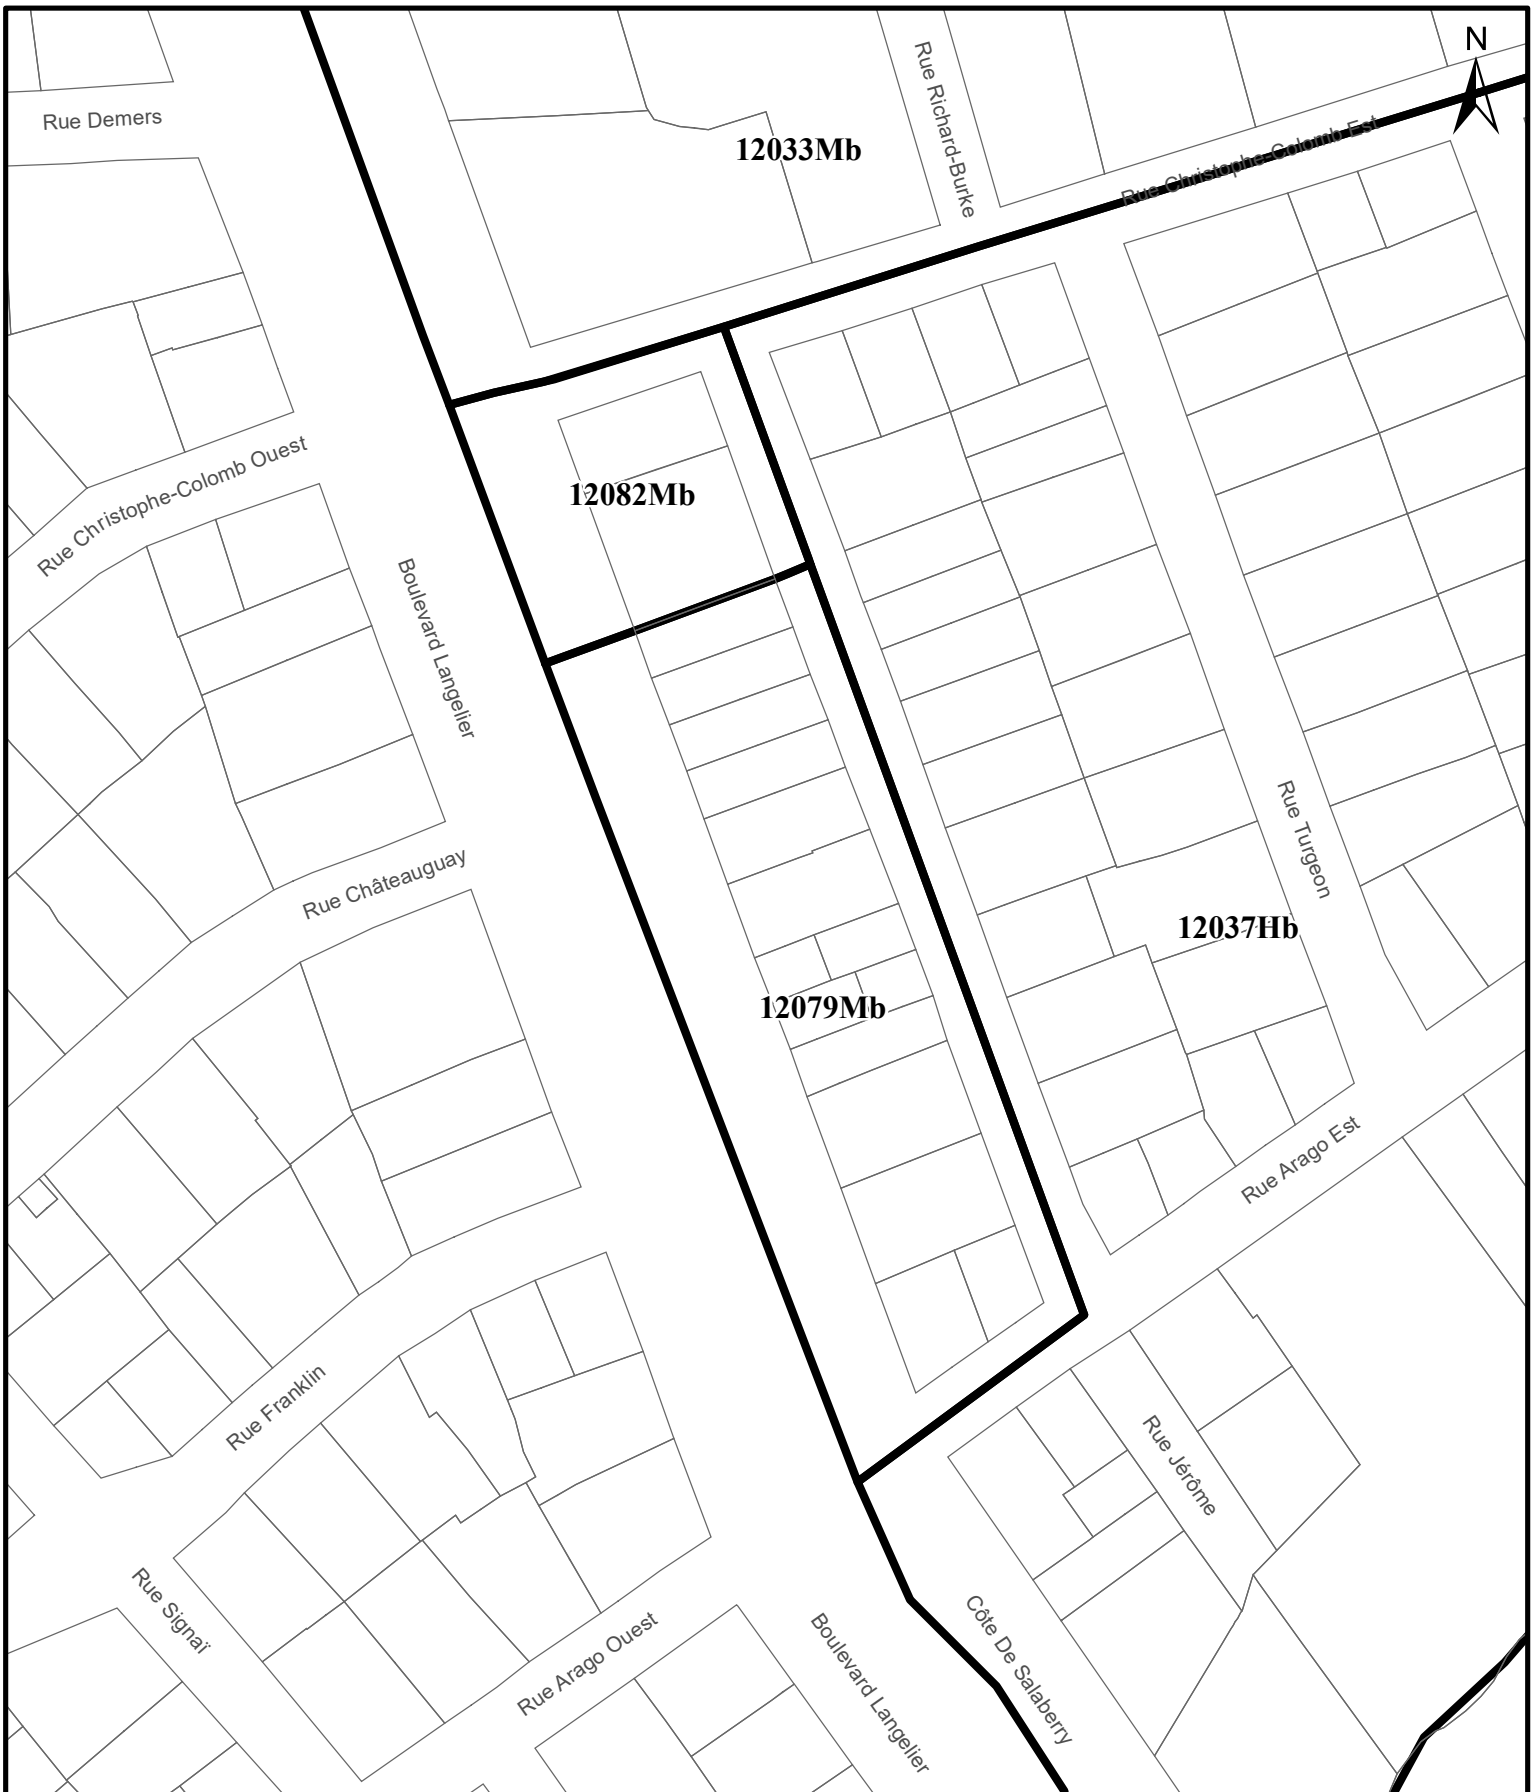 N
Rue Demers
Rue Richard-Burke
12033Mb
Rue Christophe-Colomb Est
Rue Christophe-Colomb Ouest
12082Mb
Boulevard Langelier
Rue Turgeon
Rue Châteauguay
12037Hb
12079Mb
Rue Arago Est
Rue Franklin
Rue Jérôme
Rue Signaï
Rue Arago Ouest
Boulevard Langelier
Côte De Salaberry